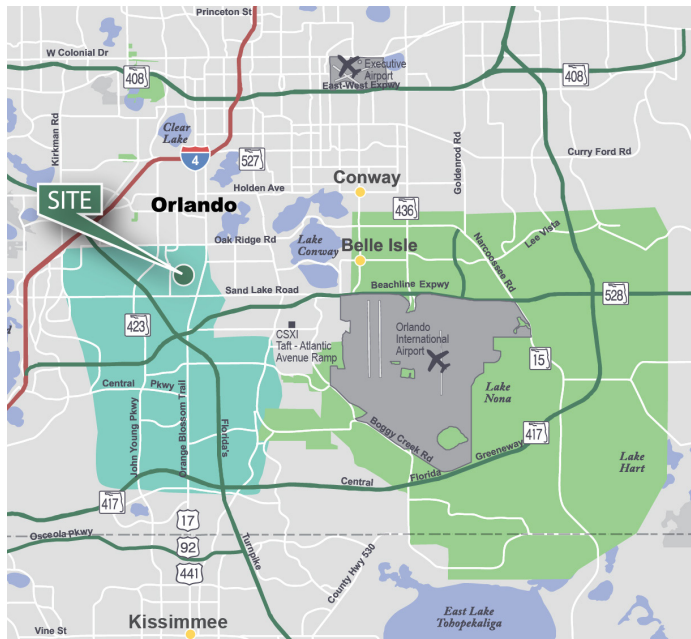 Princeton St
W Colonial Dr
Executive
Airport
408
East-West Expwy
408
Kirkman Rd
Clear
Lake
4
527
Goldenrod Rd
Curry Ford Rd
Holden Ave
Conway
SITE
Orlando
436
Oak Ridge Rd
Lake
Conway
Belle Isle
Narcoossee Rd
Lee Vista
Sand Lake Road
Beachline Expwy
528
423
CSXI
Taft - Atlantic
Avenue Ramp
Orlando
International
Airport
15
Central Pkwy
John Young Pkwy
Orange Blossom Trail
Florida's
Lake
Nona
Boggy Creek Rd
417
Greeneway
Lake
Hart
Central
Florida
417
17
Osceola Pkwy
92
Turnpike
441
County Hwy 530
East Lake
Tohopekaliga
Kissimmee
Vine St